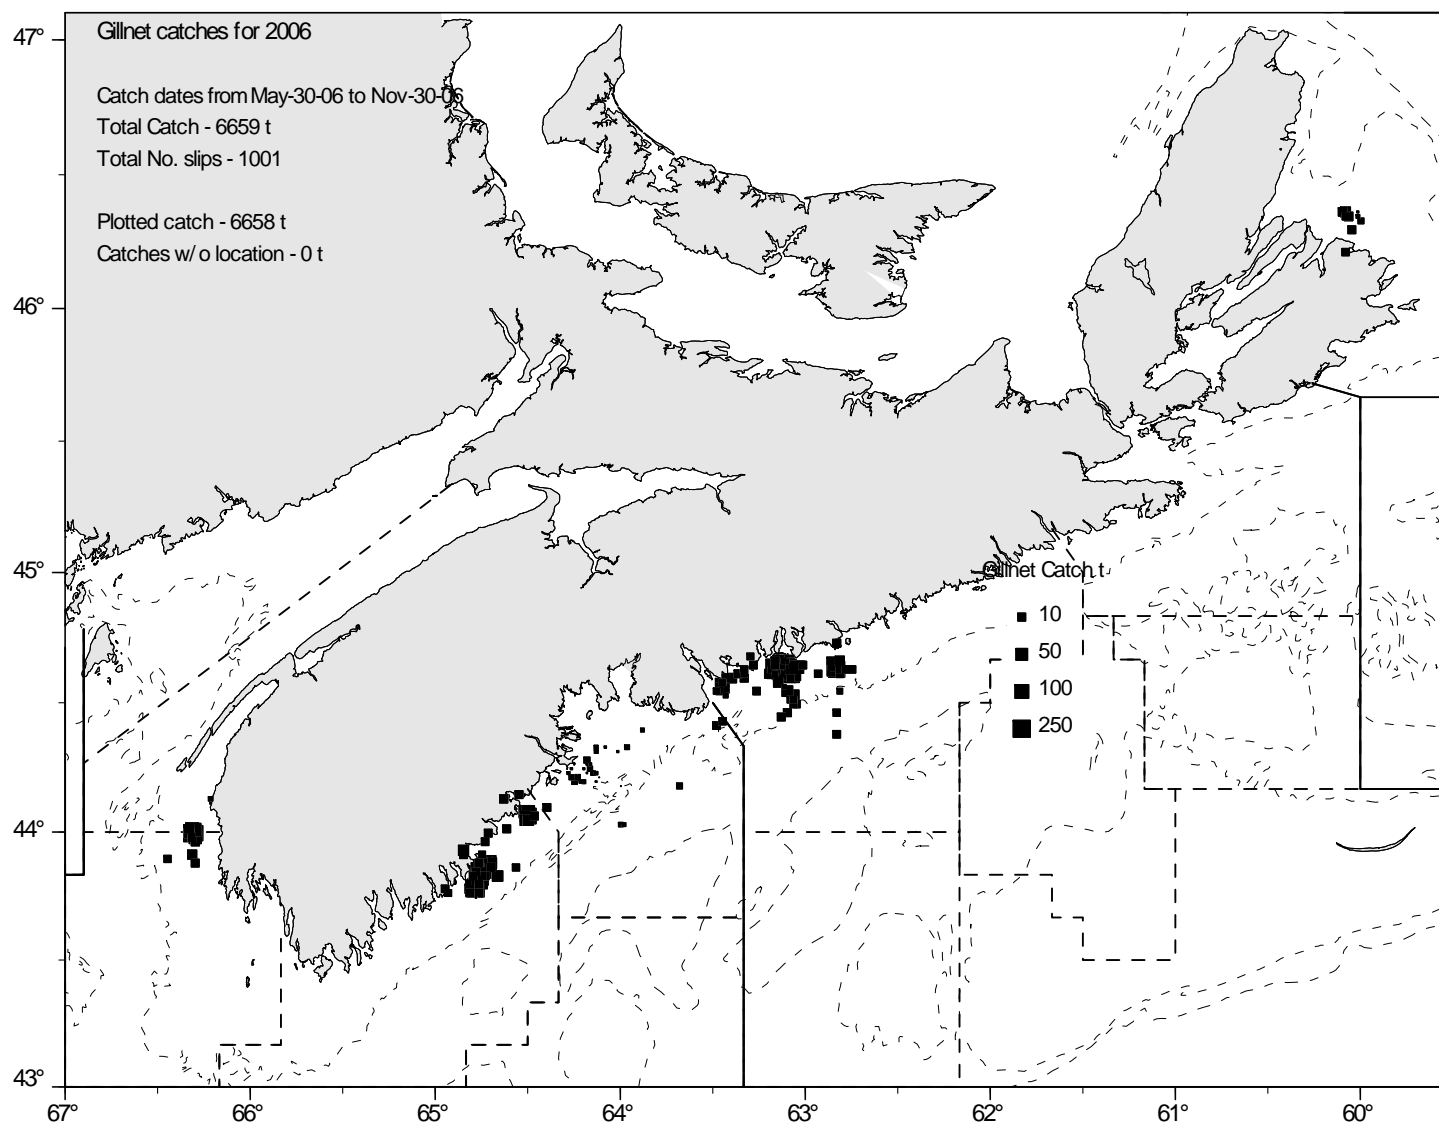 Gillnet catches for 2006
Catch dates from May-30-06 to Nov-30-06
Total Catch - 6659 t
Total No. slips - 1001
Plotted catch - 6658 t
Catches w/o location - 0 t
47°
46°
45°
44°
43°
Gillnet Catch t
10
50
100
250
67°
66°
65°
64°
63°
62°
61°
60°